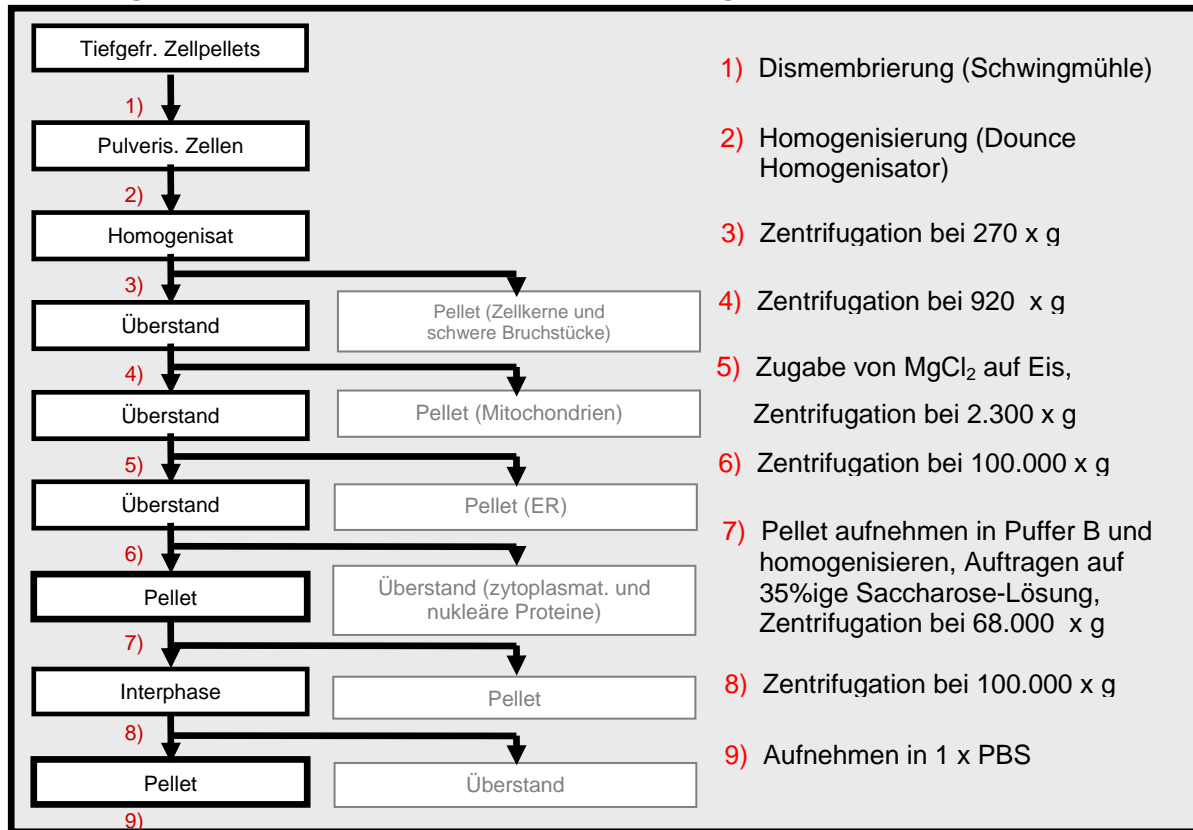 Tiefgefr. Zellpellets
1)
Pulveris. Zellen
2)
Homogenisat
3)
Überstand
Pellet (Zellkerne und
schwere Bruchstücke)
4)
Überstand
Pellet (Mitochondrien)
5)
Überstand
Pellet (ER)
6)
Pellet
Überstand (zytoplasmat. und
nukleäre Proteine)
7)
Interphase
Pellet
8)
Pellet
Überstand
9)
1) Dismembrierung (Schwingmühle)
2) Homogenisierung (Dounce
Homogenisator)
3) Zentrifugation bei 270 x g
4) Zentrifugation bei 920 x g
5) Zugabe von MgCl₂ auf Eis,
Zentrifugation bei 2.300 x g
6) Zentrifugation bei 100.000 x g
7) Pellet aufnehmen in Puffer B und
homogenisieren, Auftragen auf
35%ige Saccharose-Lösung,
Zentrifugation bei 68.000 x g
8) Zentrifugation bei 100.000 x g
9) Aufnehmen in 1 x PBS